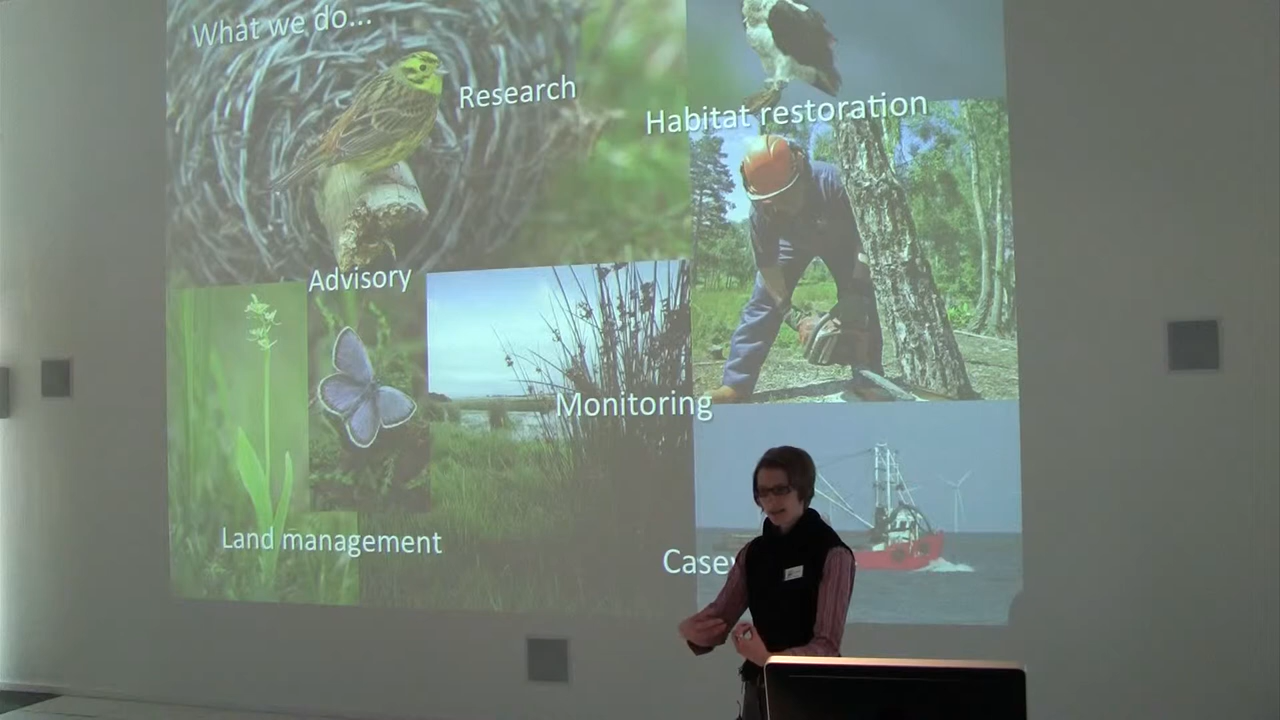 What we do...
Research
Habitat restoration
Advisory
Monitoring
Land management